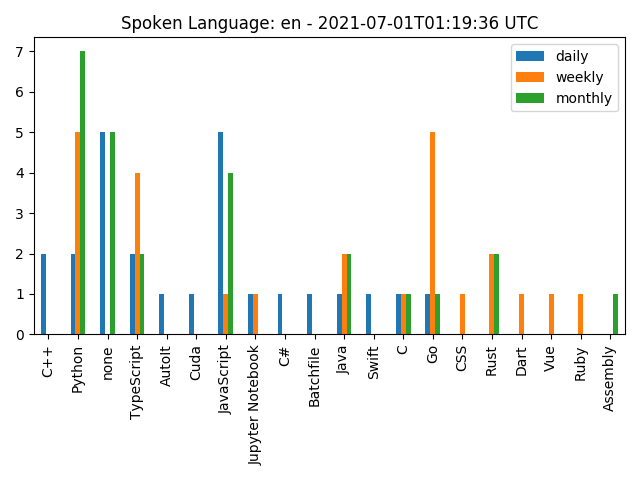 Spoken Language: en - 2021-07-01T01:19:36 UTC
daily
weekly
monthly
7
6
5
4
3
2
1
0
C++
Python
none
TypeScript
AutoIt
Cuda
JavaScript
Jupyter Notebook
C#
Batchfile
Java
Swift
C
Go
CSS
Rust
Dart
Vue
Ruby
Assembly